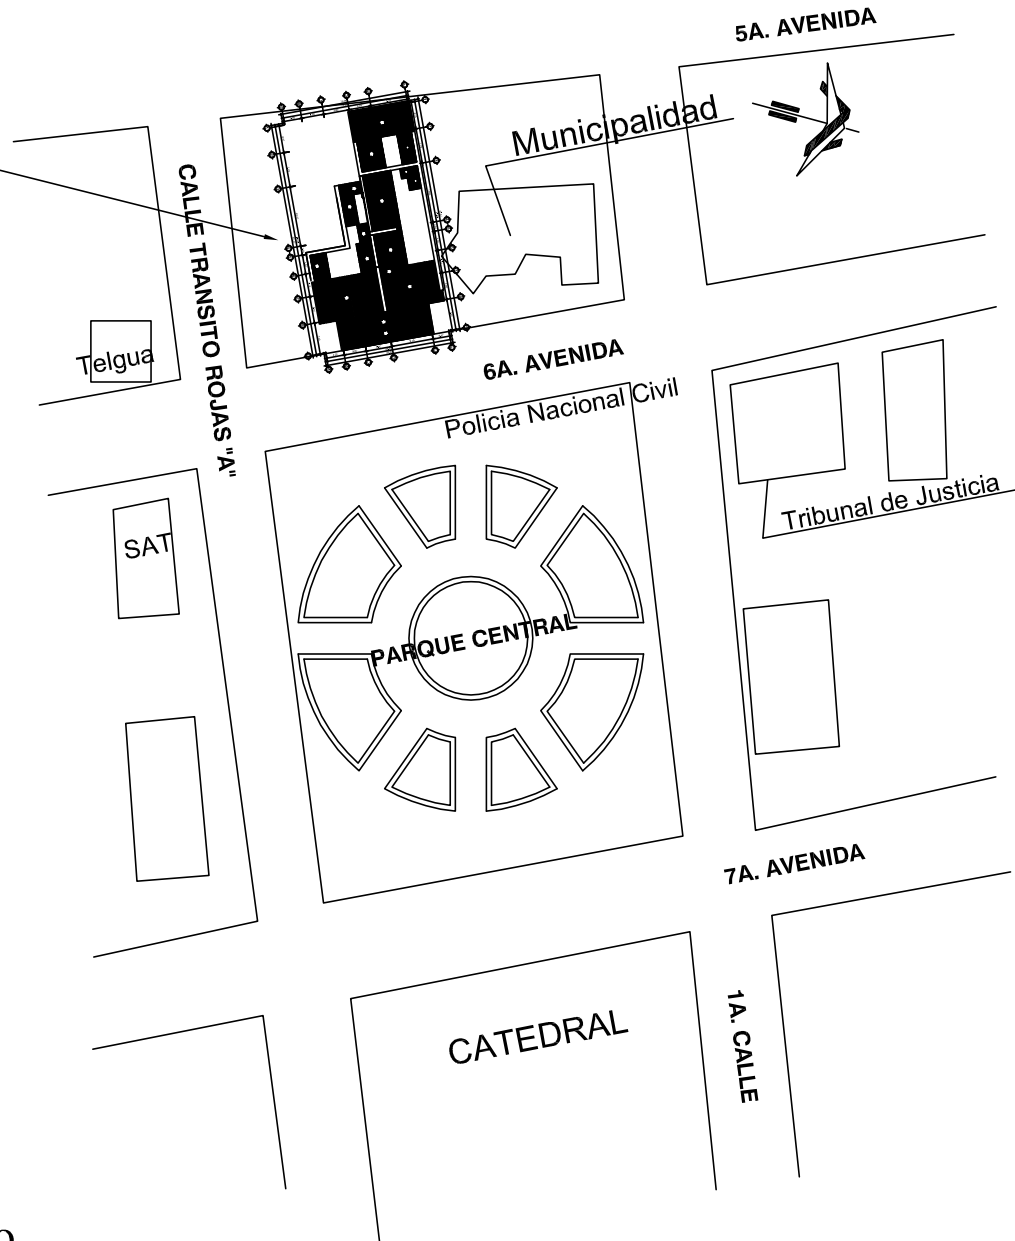 5A. AVENIDA
Municipalidad
CALLE TRANSITO ROJAS "A"
Telgua
6A. AVENIDA
Policia Nacional Civil
Tribunal de Justicia
SAT
PARQUE CENTRAL
7A. AVENIDA
1A. CALLE
CATEDRAL